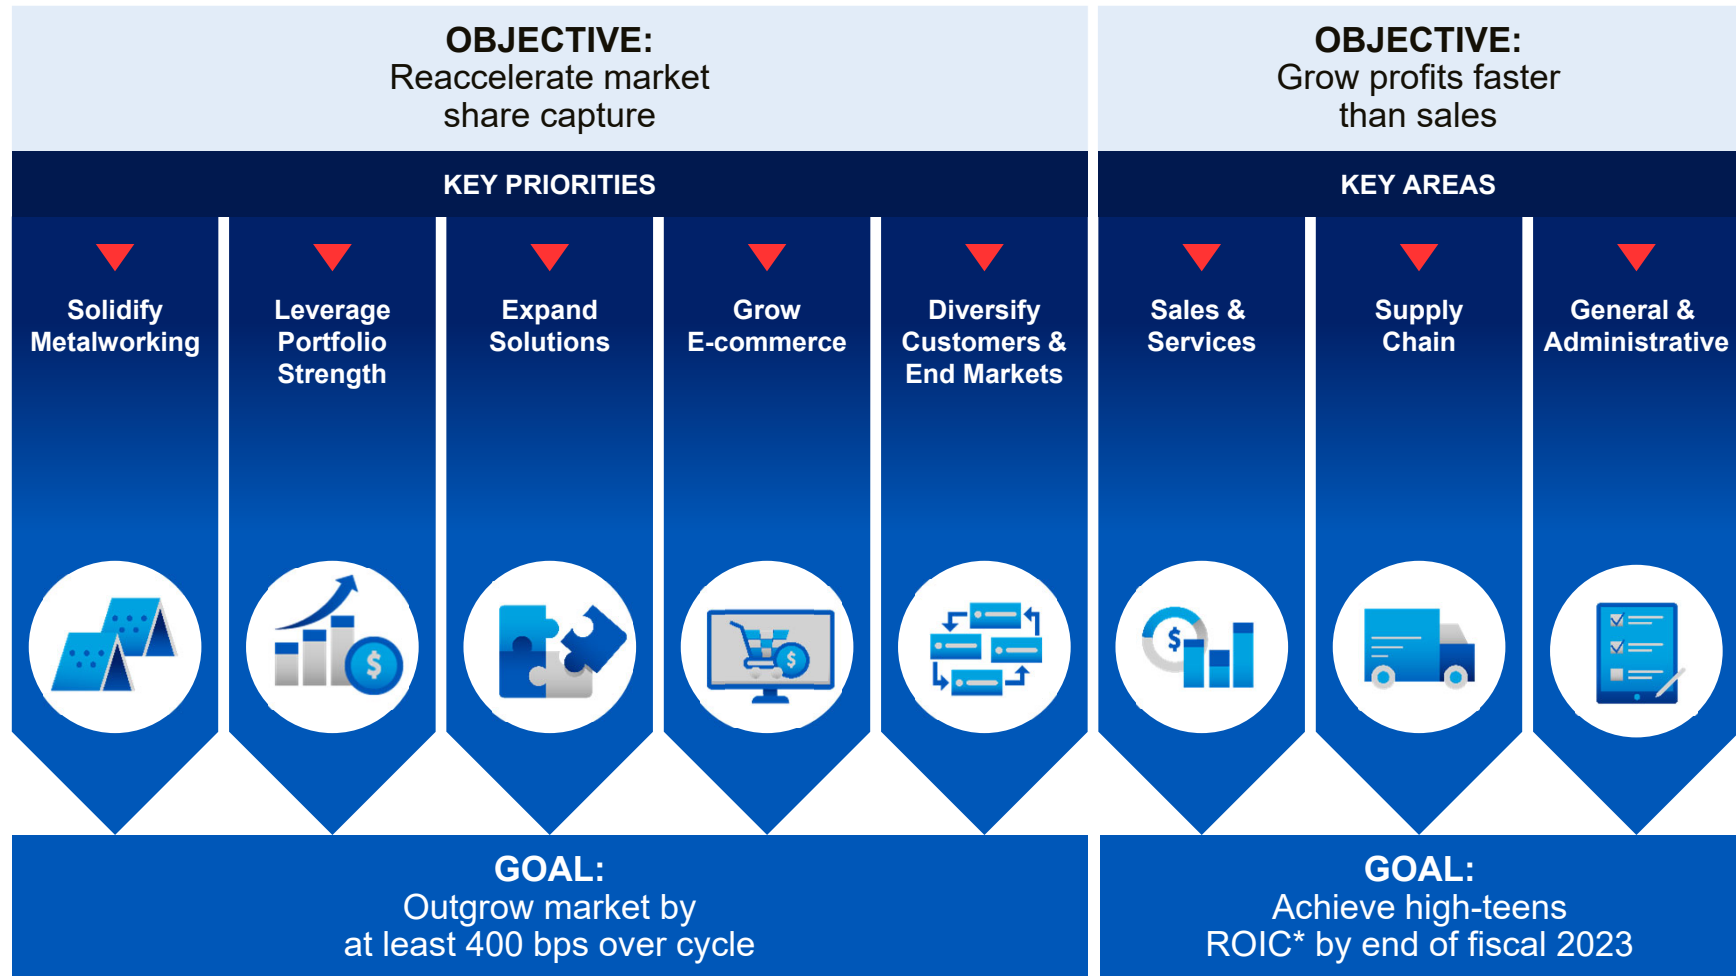 OBJECTIVE:
Reaccelerate market
share capture
KEY PRIORITIES
Solidify
Metalworking
Leverage
Portfolio
Strength
Expand
Solutions
Grow
E-commerce
Diversify
Customers &
End Markets
$
$
GOAL:
Outgrow market by
at least 400 bps over cycle
OBJECTIVE:
Grow profits faster
than sales
KEY AREAS
Sales &
Services
Supply
Chain
General &
Administrative
$
GOAL:
Achieve high-teens
ROIC* by end of fiscal 2023